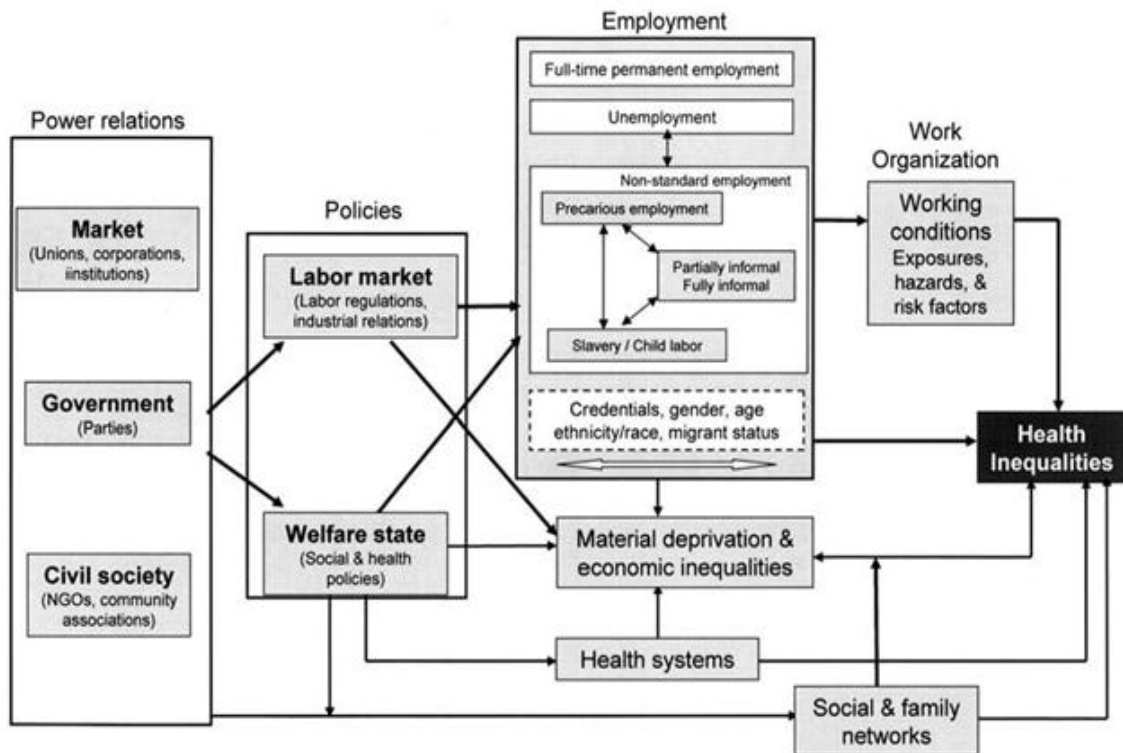 Power relations
Market
(Unions, corporations,
iinstitutions)
Government
(Parties)
Civil society
(NGOs, community
associations)
Policies
Labor market
(Labor regulations,
industrial relations)
Welfare state
(Social & health
policies)
Employment
Full-time permanent employment
Unemployment
Non-standard employment
Precarious employment
Partially informal
Fully informal
Slavery / Child labor
Credentials, gender, age
ethnicity/race, migrant status
Material deprivation &
economic inequalities
Health systems
Social & family
networks
Work
Organization
Working
conditions
Exposures,
hazards, &
risk factors
Health
Inequalities